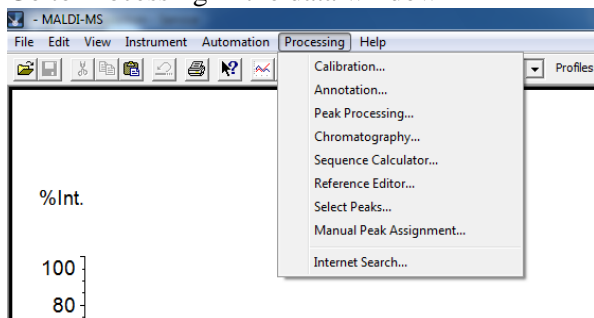 - MALDI-MS
File Edit View Instrument Automation Processing Help
Profiles
Calibration...
Annotation...
Peak Processing...
Chromatography...
Sequence Calculator...
Reference Editor...
Select Peaks...
Manual Peak Assignment...
Internet Search...
%Int.
100
80